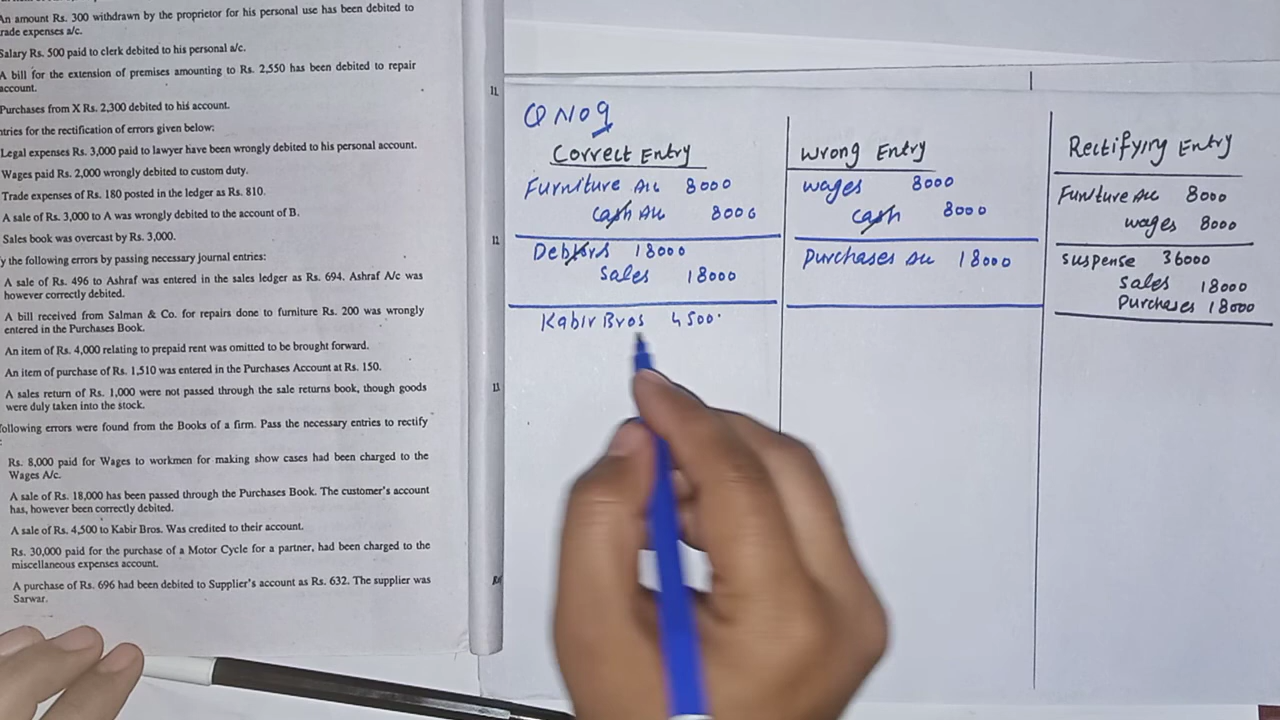 An amount Rs. 300 withdrawn by the proprietor for his personal use has been debited to
rade expenses a/c.
Salary Rs. 500 paid to clerk debited to his personal a/c.
A bill for the extension of premises amounting to Rs. 2,550 has been debited to repair
account.
Purchases from X Rs. 2,300 debited to his account.
ntries for the rectification of errors given below:
Legal expenses Rs. 3,000 paid to lawyer have been wrongly debited to his personal account.
Wages paid Rs. 2,000 wrongly debited to custom duty.
Trade expenses of Rs. 180 posted in the ledger as Rs. 810.
A sale of Rs. 3,000 to A was wrongly debited to the account of B.
Sales book was overcast by Rs. 3,000.
y the following errors by passing necessary journal entries:
A sale of Rs. 496 to Ashraf was entered in the sales ledger as Rs. 694. Ashraf A/c was
however correctly debited.
A bill received from Salman & Co. for repairs done to furniture Rs. 200 was wrongly
entered in the Purchases Book.
An item of Rs. 4,000 relating to prepaid rent was omitted to be brought forward.
An item of purchase of Rs. 1,510 was entered in the Purchases Account at Rs. 150.
A sales return of Rs. 1,000 were not passed through the sale returns book, though goods
were duly taken into the stock.
following errors were found from the Books of a firm. Pass the necessary entries to rectify
:
Rs. 8,000 paid for Wages to workmen for making show cases had been charged to the
Wages A/c.
A sale of Rs. 18,000 has been passed through the Purchases Book. The customer's account
has, however been correctly debited.
A sale of Rs. 4,500 to Kabir Bros. Was credited to their account.
Rs. 30,000 paid for the purchase of a Motor Cycle for a partner, had been charged to the
miscellaneous expenses account.
A purchase of Rs. 696 had been debited to Supplier's account as Rs. 632. The supplier was
Sarwar.
11
11
11
Q No 9
Correct Entry
Furniture Acc 8000
cash Acc 8000
Debtors 18000
Sales 18000
Kabir Bros 4500
Wrong Entry
wages 8000
cash 8000
Purchases Acc 18000
Rectifying Entry
Furniture Acc 8000
wages 8000
Suspense 36000
Sales 18000
Purchases 18000